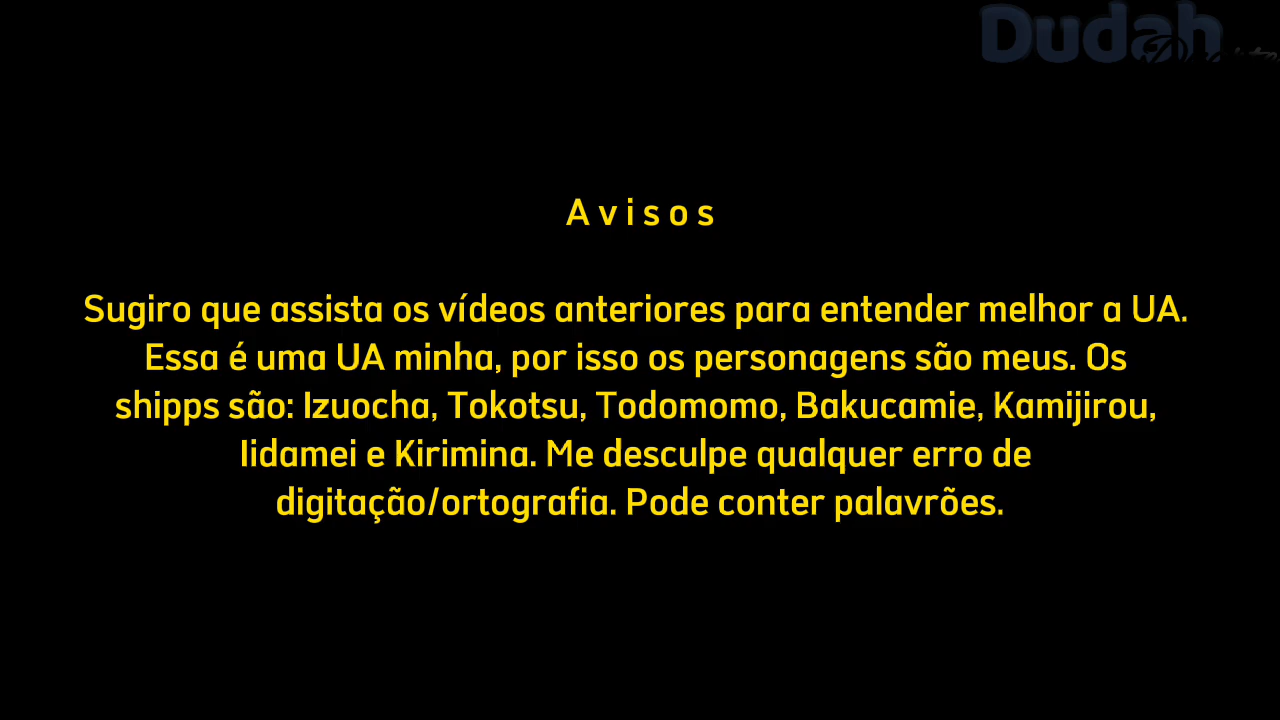 Dudah
A v i s o s
Sugiro que assista os vídeos anteriores para entender melhor a UA.
Essa é uma UA minha, por isso os personagens são meus. Os
shipps são: Izuocha, Tokotsu, Todomomo, Bakucamie, Kamijirou,
Iidamei e Kirimina. Me desculpe qualquer erro de
digitação/ortografia. Pode conter palavrões.